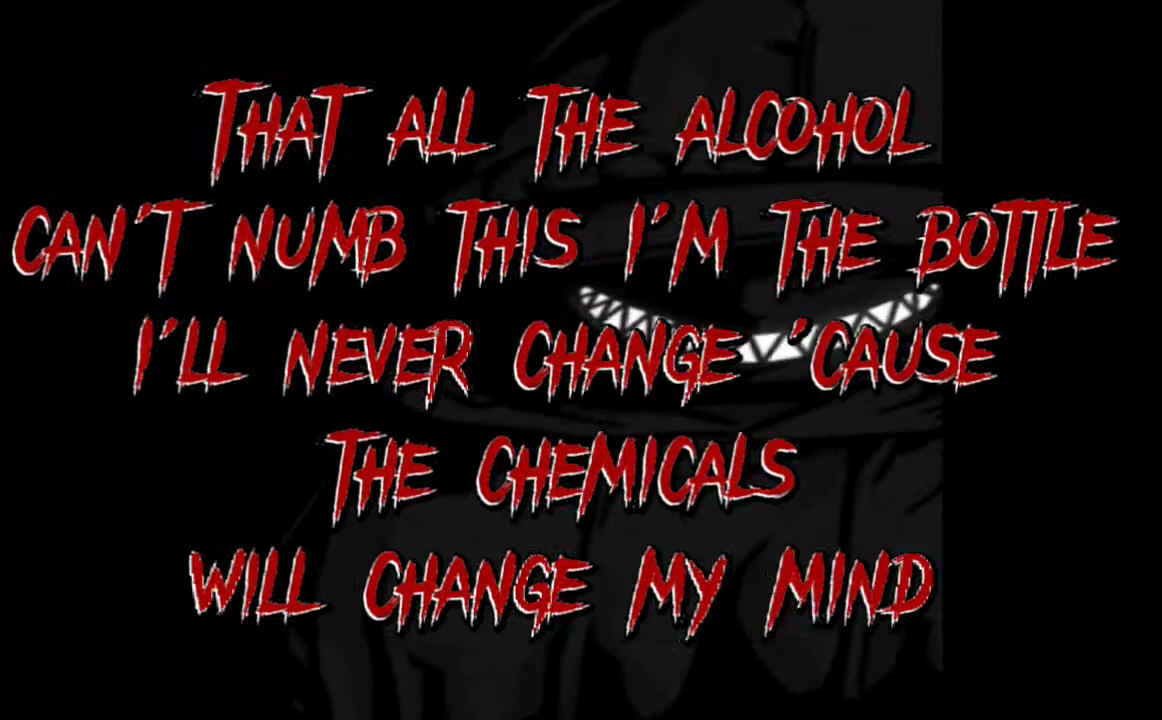 THAT ALL THE ALCOHOL
CAN'T NUMB THIS I'M THE BOTTLE
I'LL NEVER CHANGE 'CAUSE
THE CHEMICALS
WILL CHANGE MY MIND